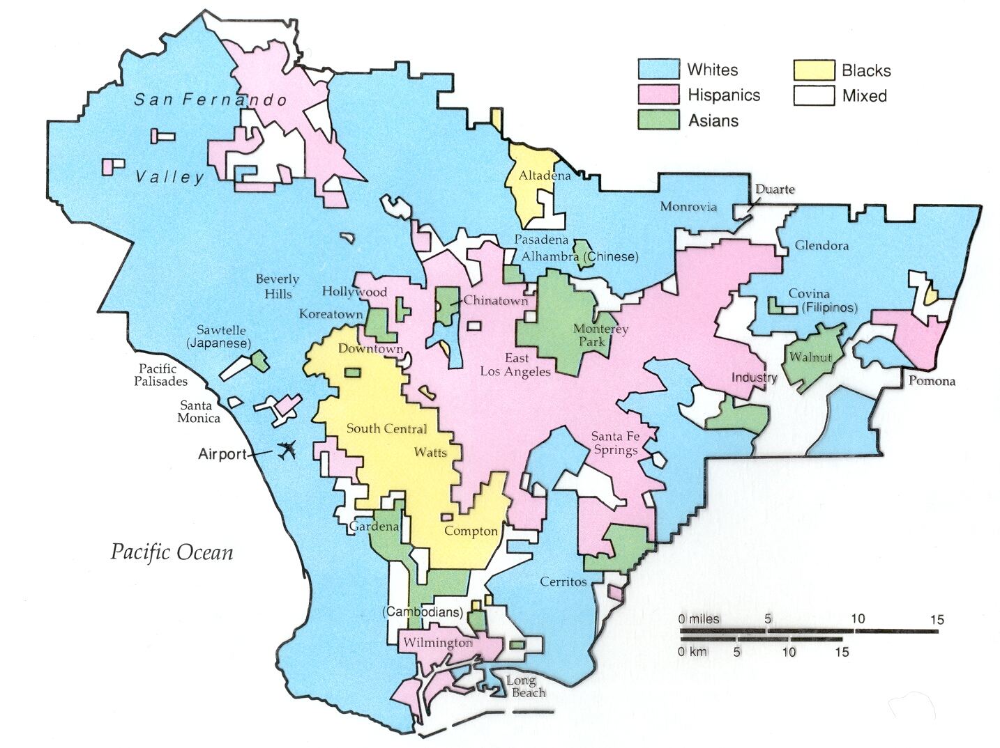 Whites
Hispanics
Asians
Blacks
Mixed
San Fernando
Valley
Altadena
Duarte
Monrovia
Pasadena
Alhambra (Chinese)
Glendora
Beverly
Hills
Hollywood
Koreatown
Chinatown
Covina
(Filipinos)
Sawtelle
(Japanese)
Downtown
Monterey
Park
East
Los Angeles
Walnut
Industry
Pomona
Pacific
Palisades
Santa
Monica
Airport
South Central
Watts
Santa Fe
Springs
Gardena
Compton
Pacific Ocean
Cerritos
(Cambodians)
Wilmington
Long
Beach
0 miles 5 10 15
0 km 5 10 15